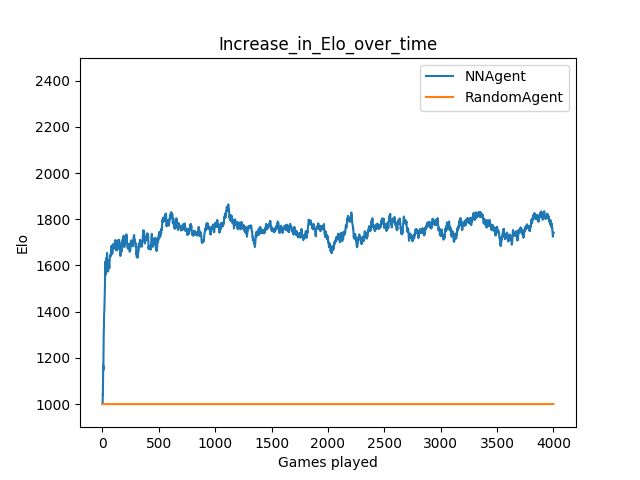 Increase_in_Elo_over_time
NNAgent
RandomAgent
2400
2200
2000
1800
1600
1400
1200
1000
Elo
0 500 1000 1500 2000 2500 3000 3500 4000
Games played